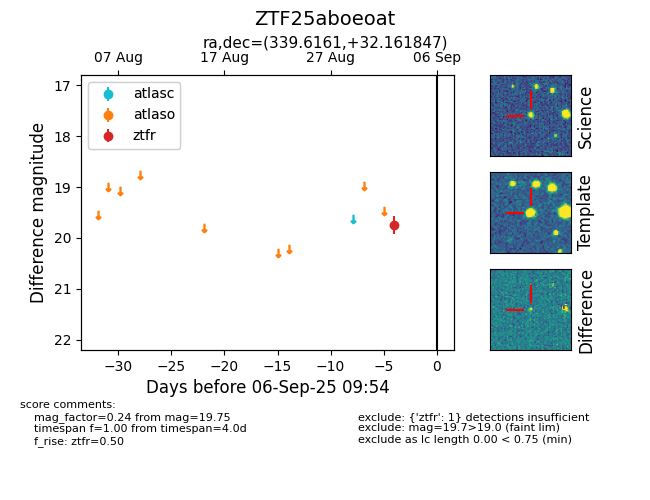 ZTF25aboeoat
ra,dec=(339.6161,+32.161847)
07 Aug 17 Aug 27 Aug 06 Sep
atlasc
atlaso
ztfr
17
18
19
20
21
22
Difference magnitude
−30 −25 −20 −15 −10 −5 0
Days before 06-Sep-25 09:54
Science
Template
Difference
score comments:
mag_factor=0.24 from mag=19.75
timespan f=1.00 from timespan=4.0d
f_rise: ztfr=0.50
exclude: {'ztfr': 1} detections insufficient
exclude: mag=19.7>19.0 (faint lim)
exclude as lc length 0.00 < 0.75 (min)